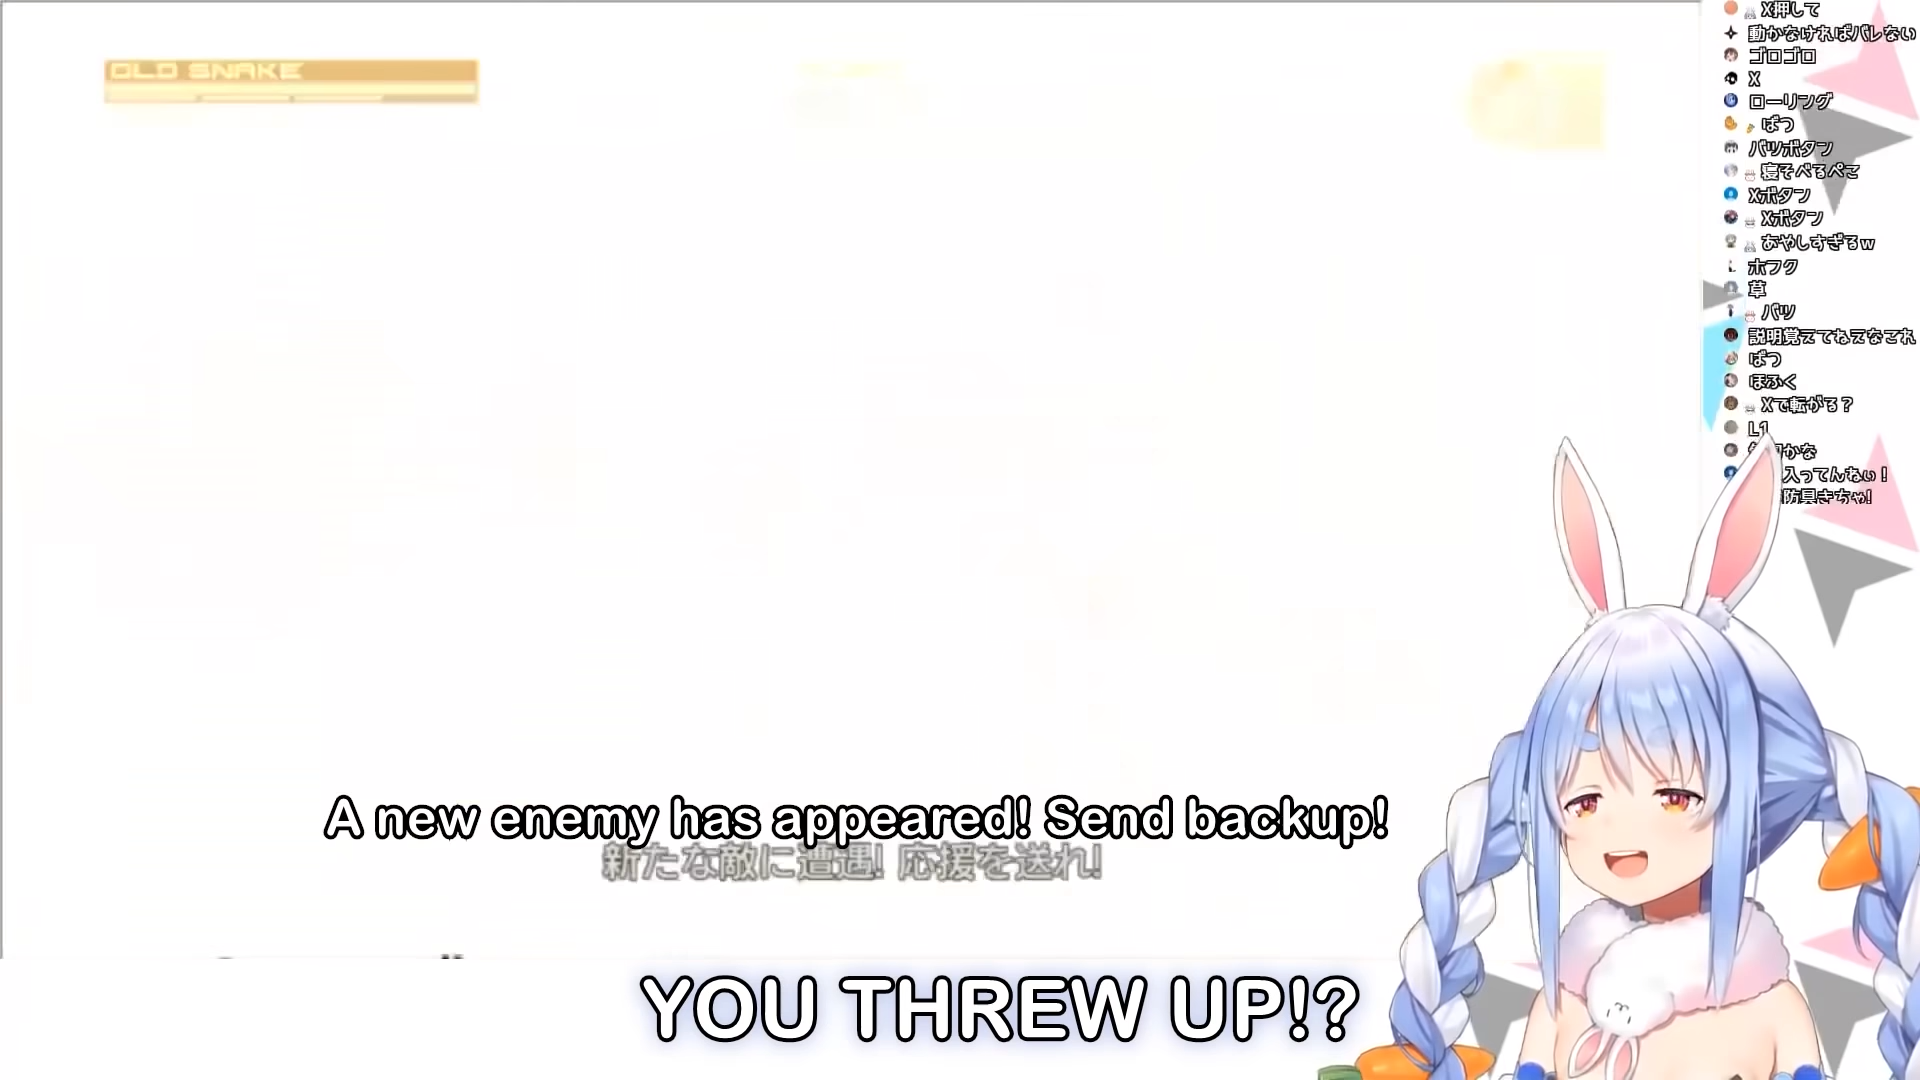 OLD SNAKE
X押して
動かなければバレない
ゴロゴロ
X
ローリング
ばつ
バツボタン
寝そべるぺこ
Xボタン
Xボタン
あやしすぎるw
ホフク
草
バツ
説明覚えてねえなこれ
ばつ
ほふく
Xで転がる？
L1
かな
入ってんねぃ！
防具きちゃ!
A new enemy has appeared! Send backup!
新たな敵に遭遇! 応援を送れ!
YOU THREW UP!?